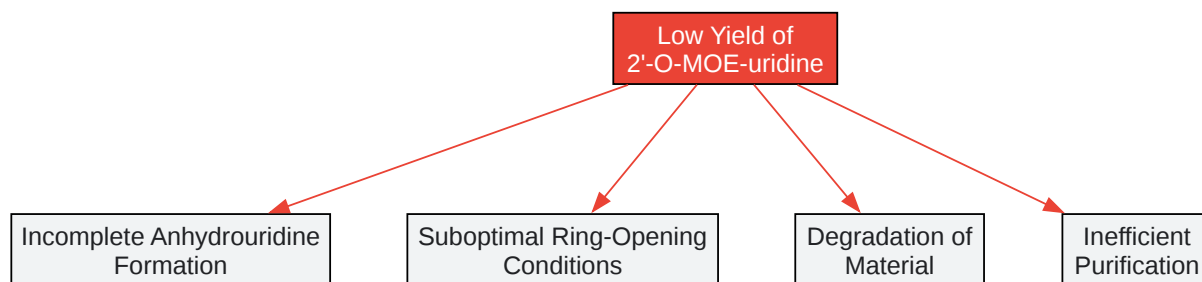 Low Yield of
2'-O-MOE-uridine
Incomplete Anhydrouridine
Formation
Suboptimal Ring-Opening
Conditions
Degradation of
Material
Inefficient
Purification